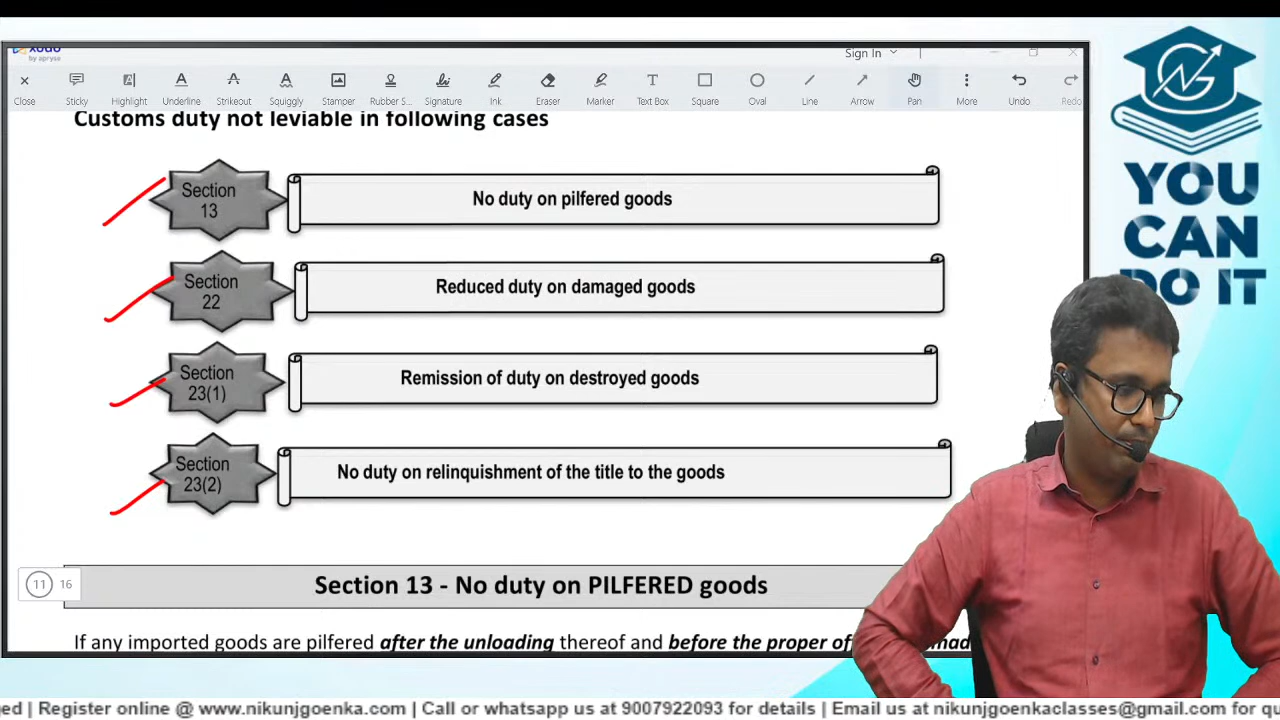 Sign In
by apryse
Close
Sticky
Highlight
Underline
Strikeout
Squiggly
Stamper
Rubber S...
Signature
Eraser
Marker
Text Box
Square
Oval
Line
Arrow
Pan
More
Undo
Redo
Customs duty not leviable in following cases
Section
13
No duty on pilfered goods
Section
22
Reduced duty on damaged goods
Section
23(1)
Remission of duty on destroyed goods
Section
23(2)
No duty on relinquishment of the title to the goods
11 16
Section 13 - No duty on PILFERED goods
If any imported goods are pilfered after the unloading thereof and before the proper of
YOU
CAN
DO IT
| Register online @ www.nikunjgoenka.com | Call or whatsapp us at 9007922093 for details | Email us at nikunjgoenkaclasses@gmail.com for